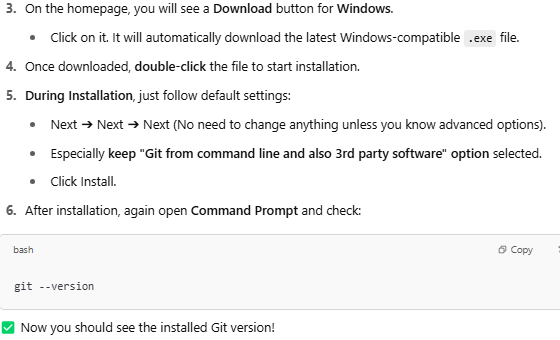 3. On the homepage, you will see a Download button for Windows.
• Click on it. It will automatically download the latest Windows-compatible .exe file.
4. Once downloaded, double-click the file to start installation.
5. During Installation, just follow default settings:
• Next ➔ Next ➔ Next (No need to change anything unless you know advanced options).
• Especially keep "Git from command line and also 3rd party software" option selected.
• Click Install.
6. After installation, again open Command Prompt and check:
bash Copy
git --version
✅ Now you should see the installed Git version!